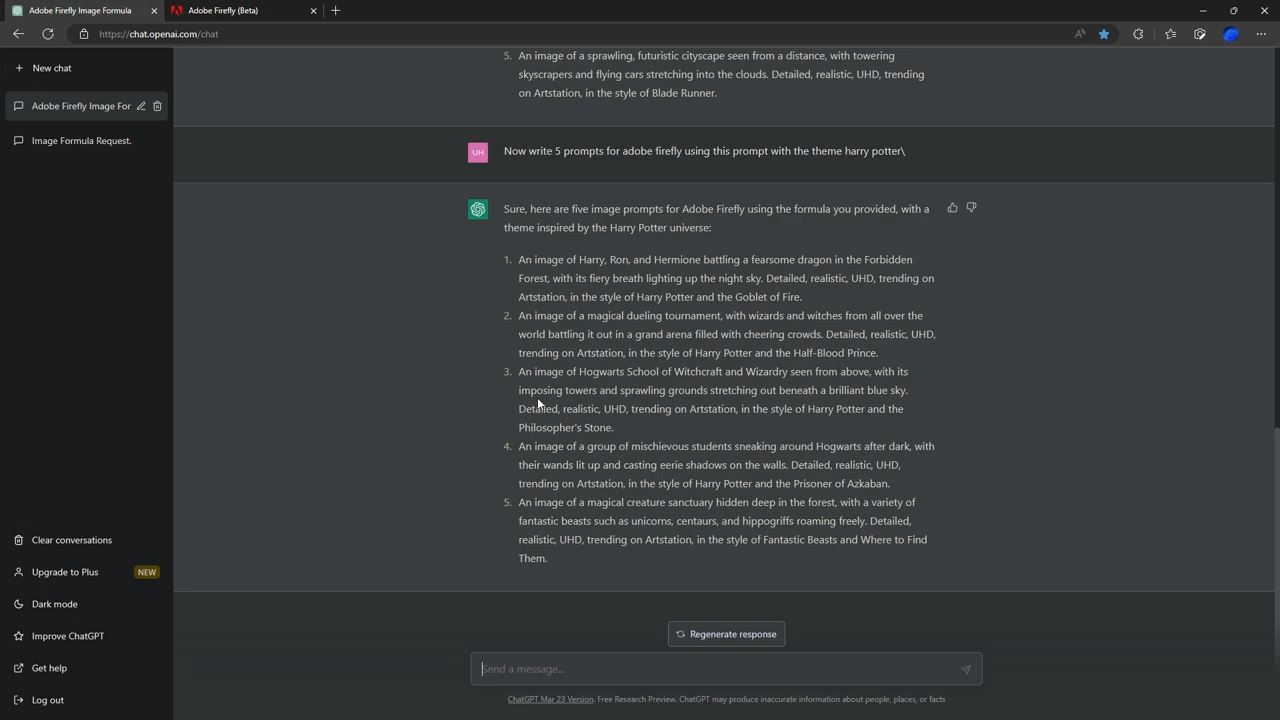 Adobe Firefly Image Formula
Adobe Firefly (Beta)
https://chat.openai.com/chat
New chat
Adobe Firefly Image For
Image Formula Request.
5. An image of a sprawling, futuristic cityscape seen from a distance, with towering
skyscrapers and flying cars stretching into the clouds. Detailed, realistic, UHD, trending
on Artstation, in the style of Blade Runner.
UH
Now write 5 prompts for adobe firefly using this prompt with the theme harry potter\
Sure, here are five image prompts for Adobe Firefly using the formula you provided, with a
theme inspired by the Harry Potter universe:
1. An image of Harry, Ron, and Hermione battling a fearsome dragon in the Forbidden
Forest, with its fiery breath lighting up the night sky. Detailed, realistic, UHD, trending on
Artstation, in the style of Harry Potter and the Goblet of Fire.
2. An image of a magical dueling tournament, with wizards and witches from all over the
world battling it out in a grand arena filled with cheering crowds. Detailed, realistic, UHD,
trending on Artstation, in the style of Harry Potter and the Half-Blood Prince.
3. An image of Hogwarts School of Witchcraft and Wizardry seen from above, with its
imposing towers and sprawling grounds stretching out beneath a brilliant blue sky.
Detailed, realistic, UHD, trending on Artstation, in the style of Harry Potter and the
Philosopher's Stone.
4. An image of a group of mischievous students sneaking around Hogwarts after dark, with
their wands lit up and casting eerie shadows on the walls. Detailed, realistic, UHD,
trending on Artstation, in the style of Harry Potter and the Prisoner of Azkaban.
5. An image of a magical creature sanctuary hidden deep in the forest, with a variety of
fantastic beasts such as unicorns, centaurs, and hippogriffs roaming freely. Detailed,
realistic, UHD, trending on Artstation, in the style of Fantastic Beasts and Where to Find
Them.
Clear conversations
Upgrade to Plus NEW
Dark mode
Improve ChatGPT
Get help
Log out
Regenerate response
Send a message...
ChatGPT Mar 23 Version. Free Research Preview. ChatGPT may produce inaccurate information about people, places, or facts